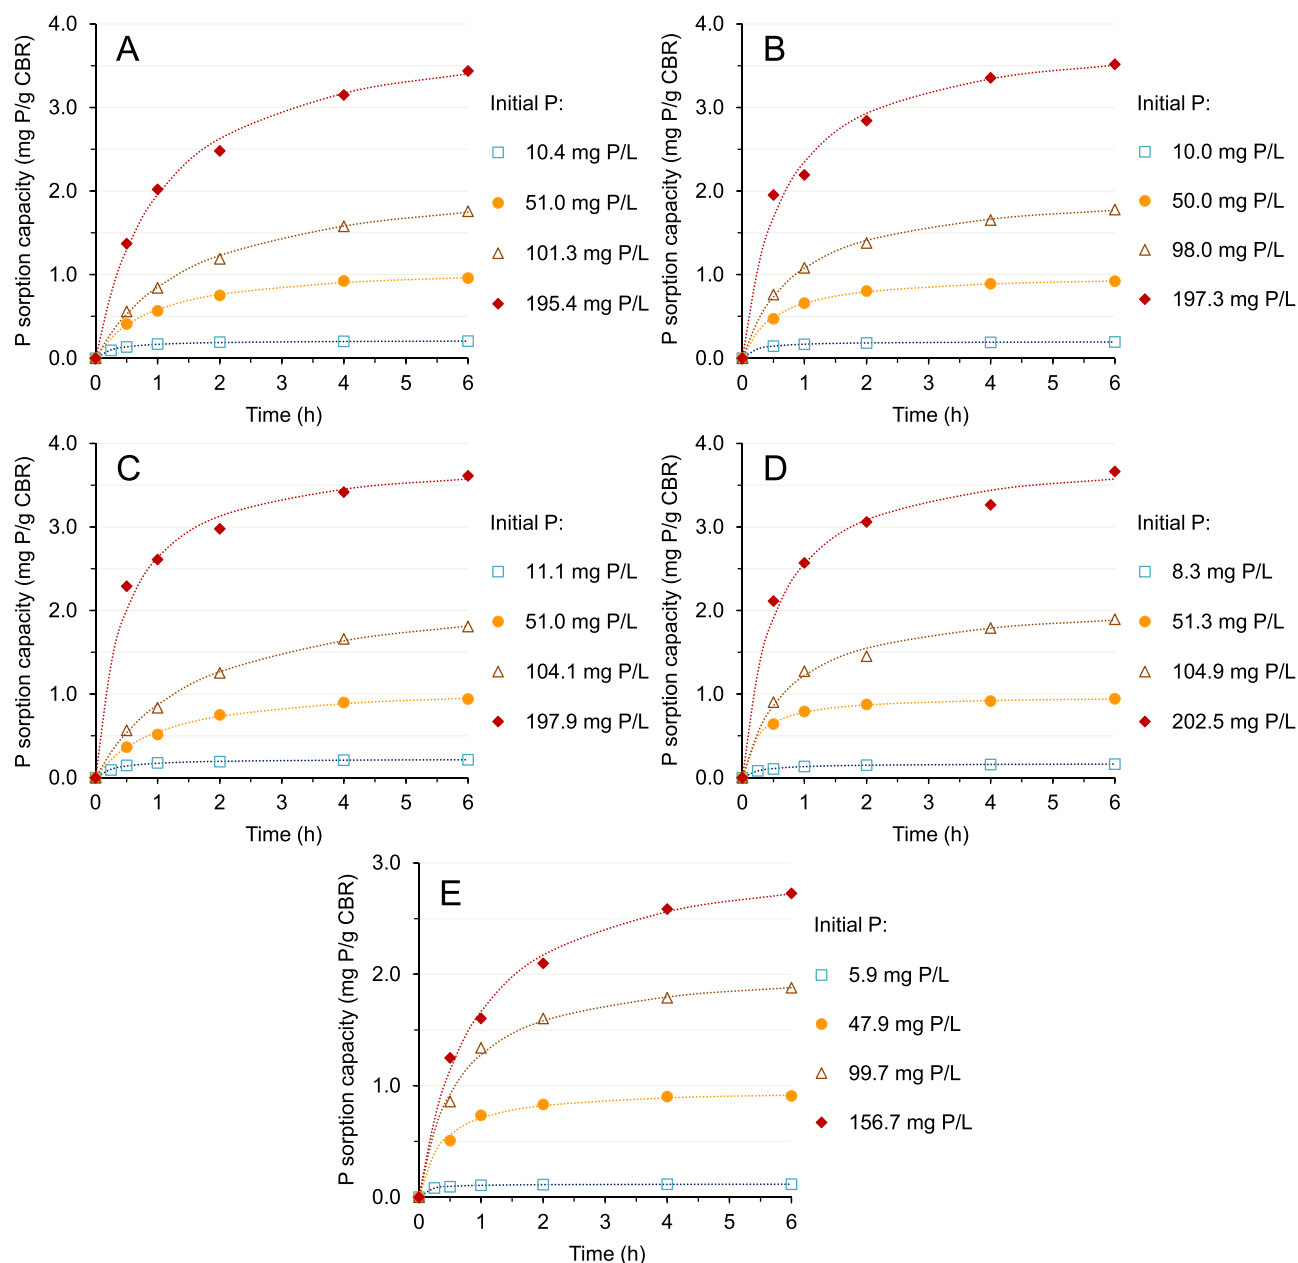 A
P sorption capacity (mg P/g CBR)
4.0
3.0
2.0
1.0
0.0
0 1 2 3 4 5 6
Time (h)
Initial P:
10.4 mg P/L
51.0 mg P/L
101.3 mg P/L
195.4 mg P/L
B
P sorption capacity (mg P/g CBR)
4.0
3.0
2.0
1.0
0.0
0 1 2 3 4 5 6
Time (h)
Initial P:
10.0 mg P/L
50.0 mg P/L
98.0 mg P/L
197.3 mg P/L
C
P sorption capacity (mg P/g CBR)
4.0
3.0
2.0
1.0
0.0
0 1 2 3 4 5 6
Time (h)
Initial P:
11.1 mg P/L
51.0 mg P/L
104.1 mg P/L
197.9 mg P/L
D
P sorption capacity (mg P/g CBR)
4.0
3.0
2.0
1.0
0.0
0 1 2 3 4 5 6
Time (h)
Initial P:
8.3 mg P/L
51.3 mg P/L
104.9 mg P/L
202.5 mg P/L
E
P sorption capacity (mg P/g CBR)
3.0
2.0
1.0
0.0
0 1 2 3 4 5 6
Time (h)
Initial P:
5.9 mg P/L
47.9 mg P/L
99.7 mg P/L
156.7 mg P/L